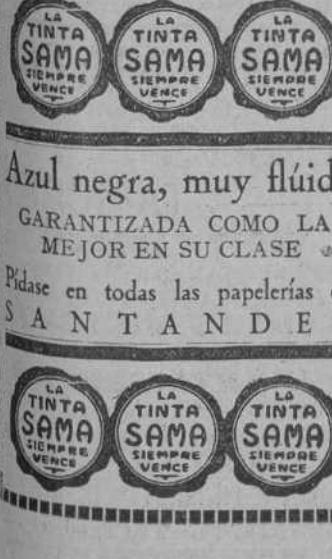 LA
TINTA
SAMA
SIEMPRE
VENCE
LA
TINTA
SAMA
SIEMPRE
VENCE
LA
TINTA
SAMA
SIEMPRE
VENCE
Azul negra, muy flúid
GARANTIZADA COMO LA
MEJOR EN SU CLASE
Pídase en todas las papelerías
SANTANDE
LA
TINTA
SAMA
SIEMPRE
VENCE
LA
TINTA
SAMA
SIEMPRE
VENCE
LA
TINTA
SAMA
SIEMPRE
VENCE